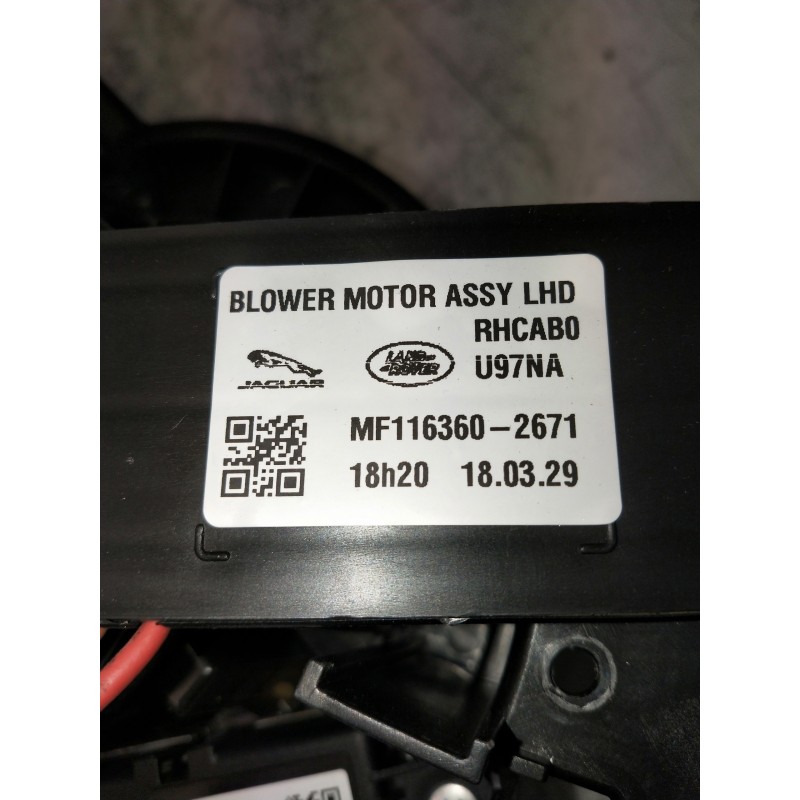 BLOWER MOTOR ASSY LHD
RHCAB0
JAGUAR
LAND ROVER
U97NA
MF116360-2671
18h20 18.03.29